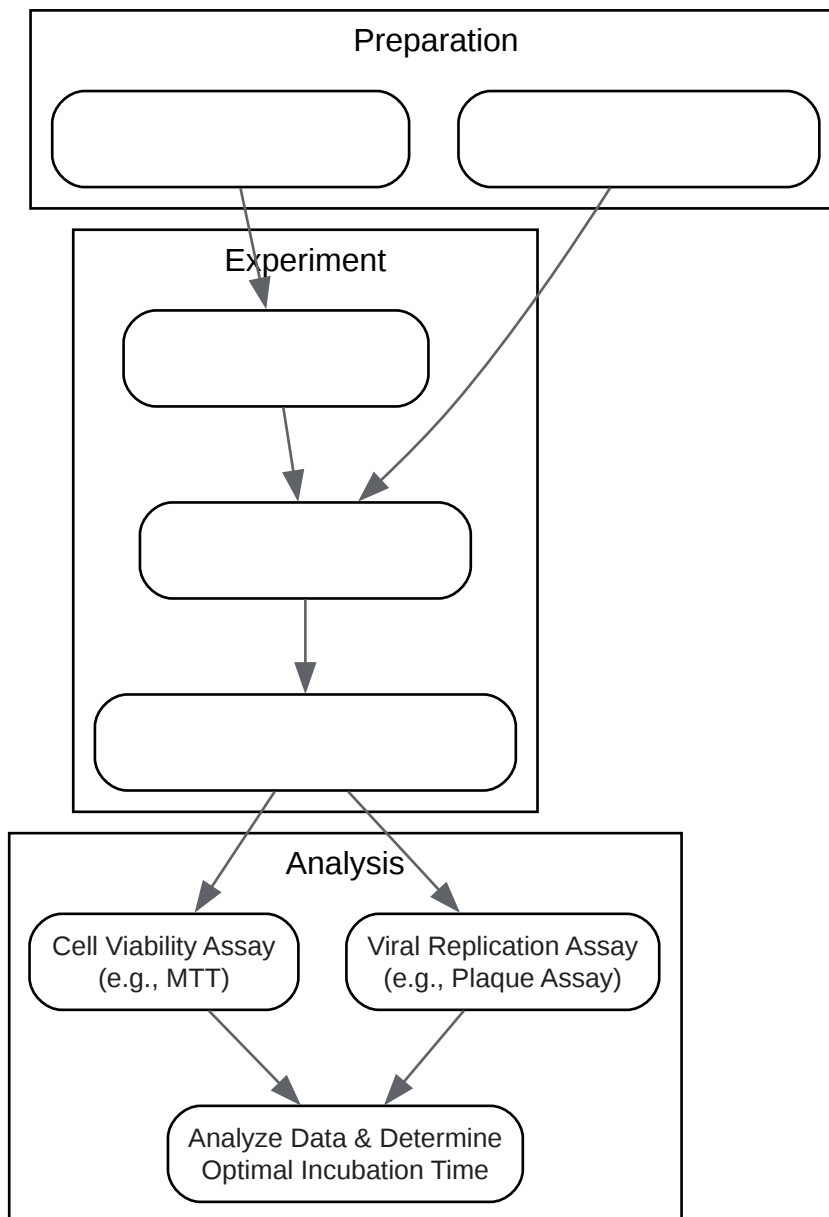 Preparation
Experiment
Analysis
Cell Viability Assay
(e.g., MTT)
Viral Replication Assay
(e.g., Plaque Assay)
Analyze Data & Determine
Optimal Incubation Time